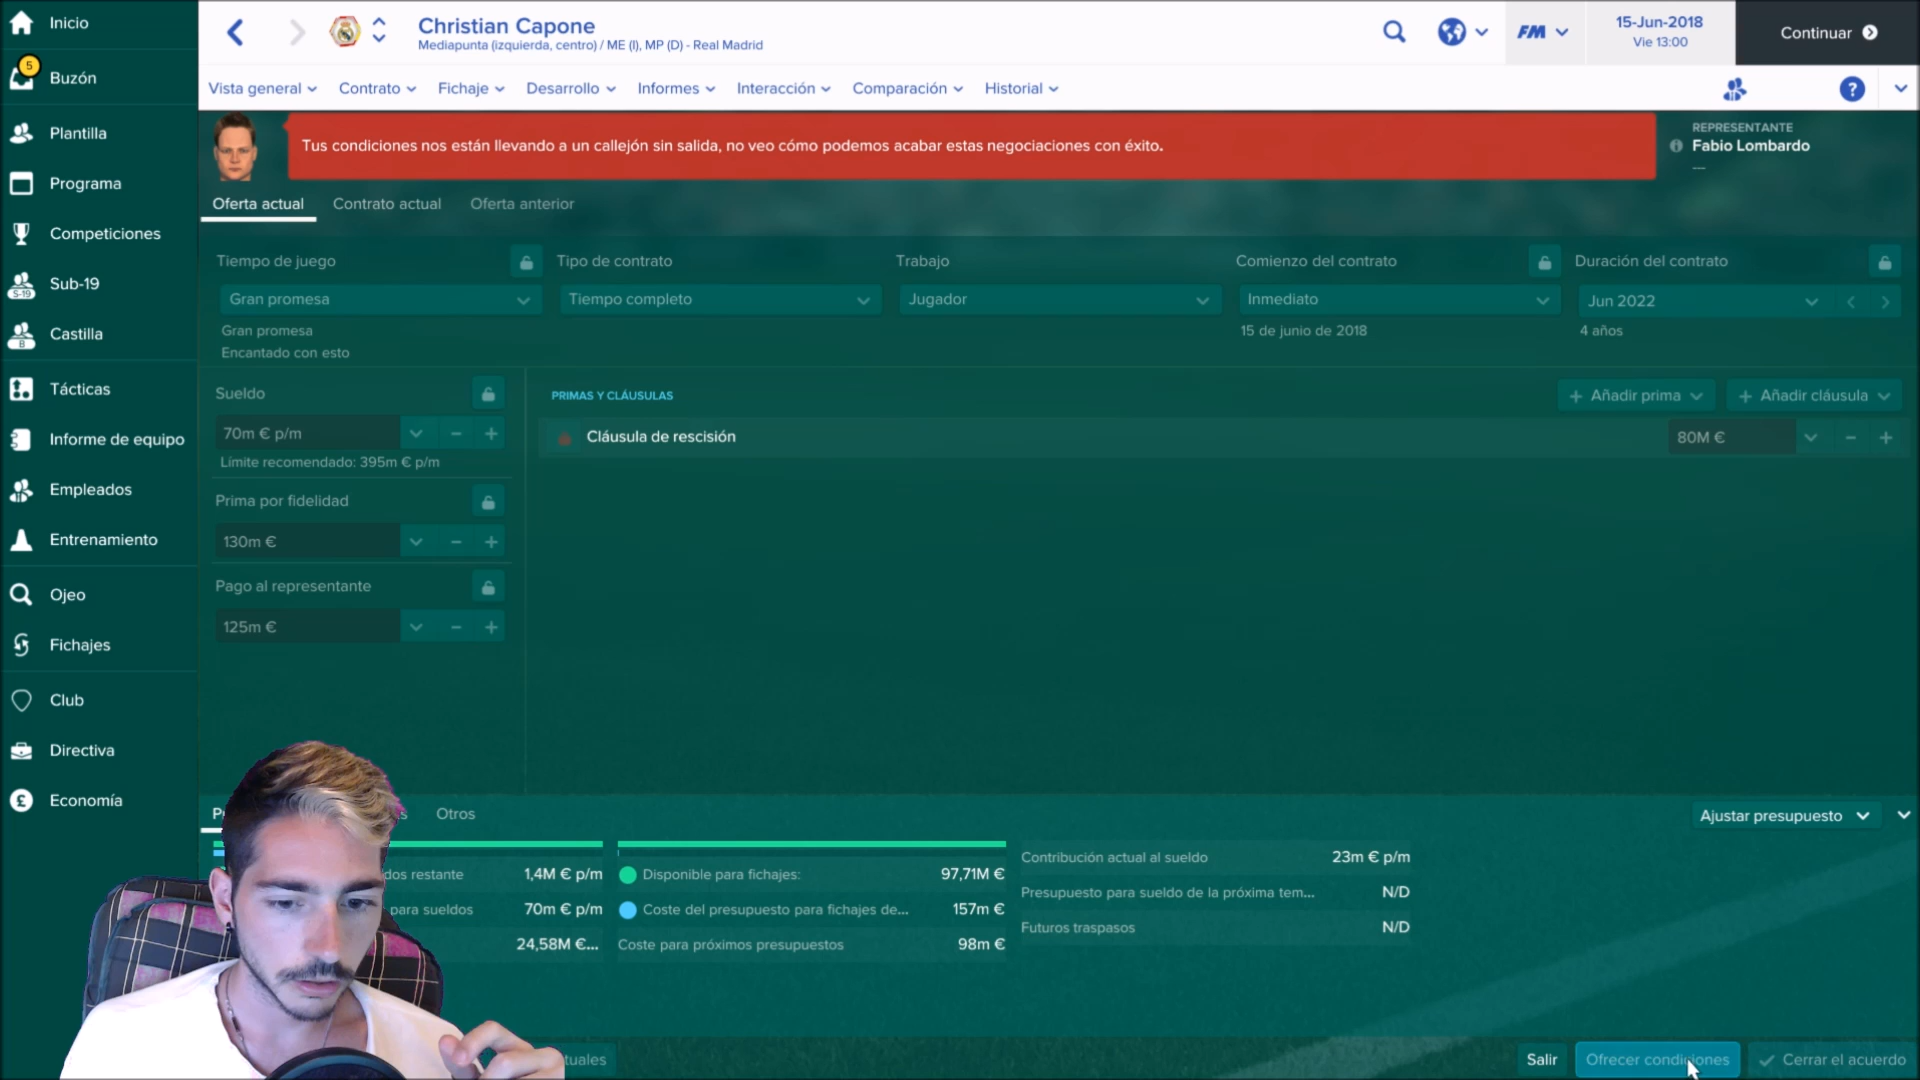 Inicio
5
Buzón
Plantilla
Programa
Competiciones
S-19
Sub-19
B
Castilla
Tácticas
Informe de equipo
Empleados
Entrenamiento
Ojeo
Fichajes
Club
Directiva
£
Economía
Christian Capone
Mediapunta (izquierda, centro) / ME (I), MP (D) - Real Madrid
FM
15-Jun-2018
Vie 13:00
Continuar
Vista general
Contrato
Fichaje
Desarrollo
Informes
Interacción
Comparación
Historial
?
Tus condiciones nos están llevando a un callejón sin salida, no veo cómo podemos acabar estas negociaciones con éxito.
REPRESENTANTE
Fabio Lombardo
---
Oferta actual
Contrato actual
Oferta anterior
Tiempo de juego
Tipo de contrato
Trabajo
Comienzo del contrato
Duración del contrato
Gran promesa
Tiempo completo
Jugador
Inmediato
Jun 2022
Gran promesa
15 de junio de 2018
4 años
Encantado con esto
Sueldo
PRIMAS Y CLÁUSULAS
+ Añadir prima
+ Añadir cláusula
70m € p/m
Cláusula de rescisión
80M €
Límite recomendado: 395m € p/m
Prima por fidelidad
130m €
Pago al representante
125m €
Otros
Ajustar presupuesto
dos restante
1,4M € p/m
Disponible para fichajes:
97,71M €
Contribución actual al sueldo
23m € p/m
para sueldos
70m € p/m
Coste del presupuesto para fichajes de...
157m €
Presupuesto para sueldo de la próxima tem...
N/D
24,58M €...
Coste para próximos presupuestos
98m €
Futuros traspasos
N/D
tuales
Salir
Ofrecer condiciones
Cerrar el acuerdo